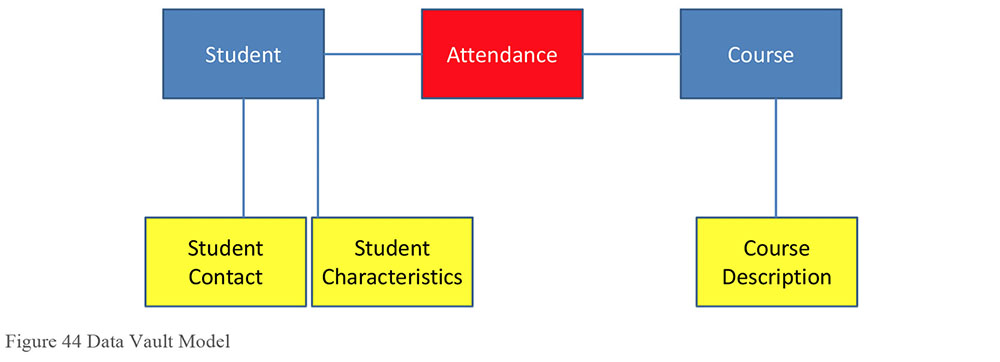 Student
Attendance
Course
Student
Contact
Student
Characteristics
Course
Description
Figure 44 Data Vault Model